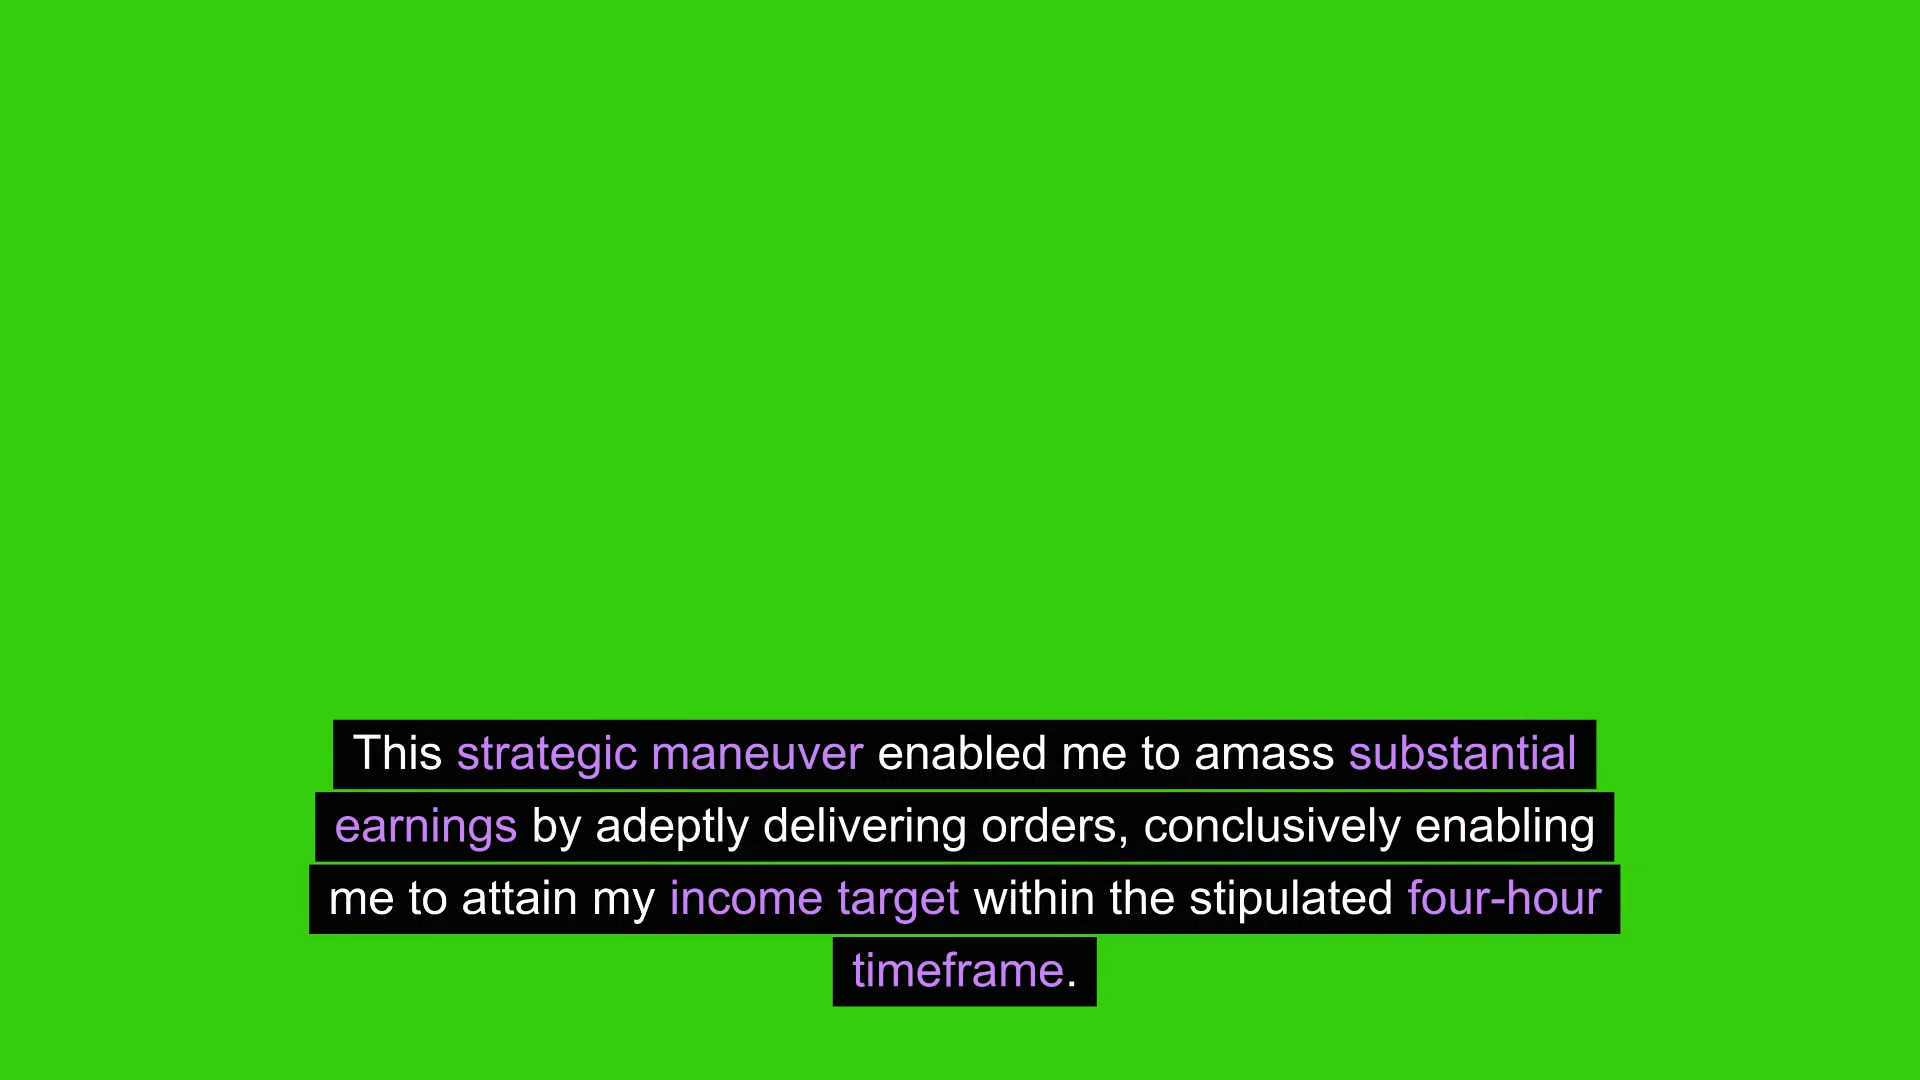 This strategic maneuver enabled me to amass substantial
earnings by adeptly delivering orders, conclusively enabling
me to attain my income target within the stipulated four-hour
timeframe.